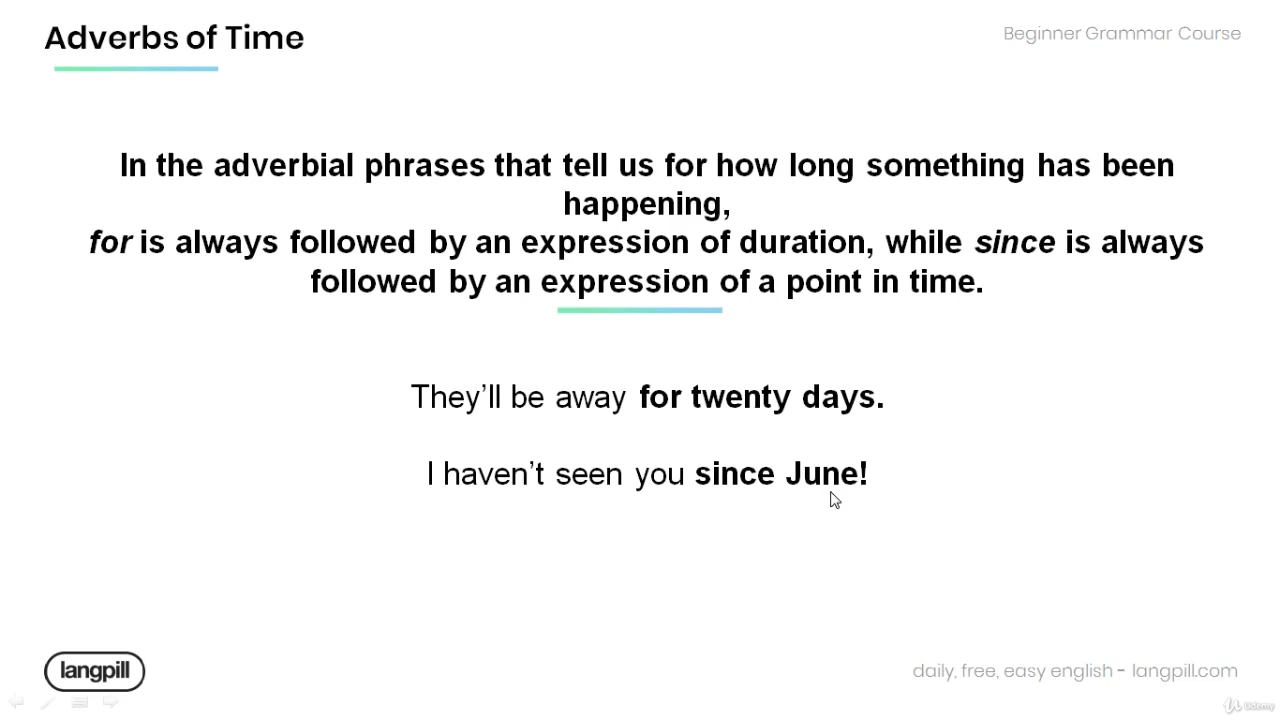 Adverbs of Time
Beginner Grammar Course
In the adverbial phrases that tell us for how long something has been
happening,
for is always followed by an expression of duration, while since is always
followed by an expression of a point in time.
They’ll be away for twenty days.
I haven’t seen you since June!
langpill
daily, free, easy english - langpill.com
Udemy